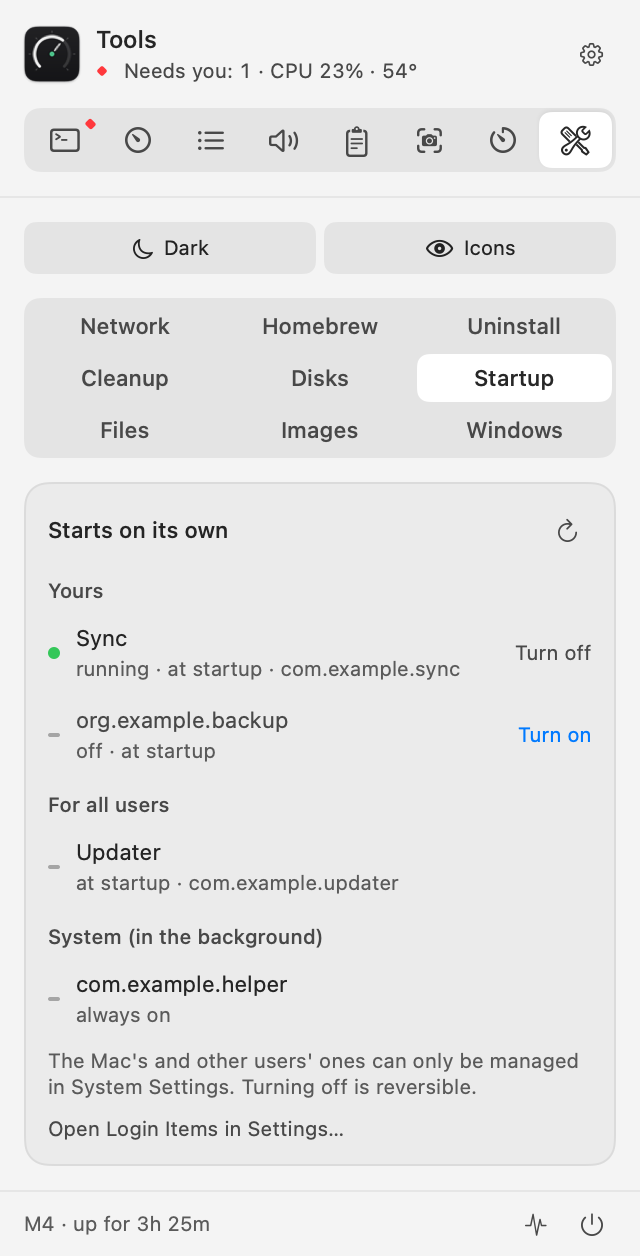 Tools
Needs you: 1 · CPU 23% · 54°
Dark
Icons
Network
Homebrew
Uninstall
Cleanup
Disks
Startup
Files
Images
Windows
Starts on its own
Yours
Sync
running · at startup · com.example.sync
Turn off
org.example.backup
off · at startup
Turn on
For all users
Updater
at startup · com.example.updater
System (in the background)
com.example.helper
always on
The Mac's and other users' ones can only be managed
in System Settings. Turning off is reversible.
Open Login Items in Settings...
M4 · up for 3h 25m